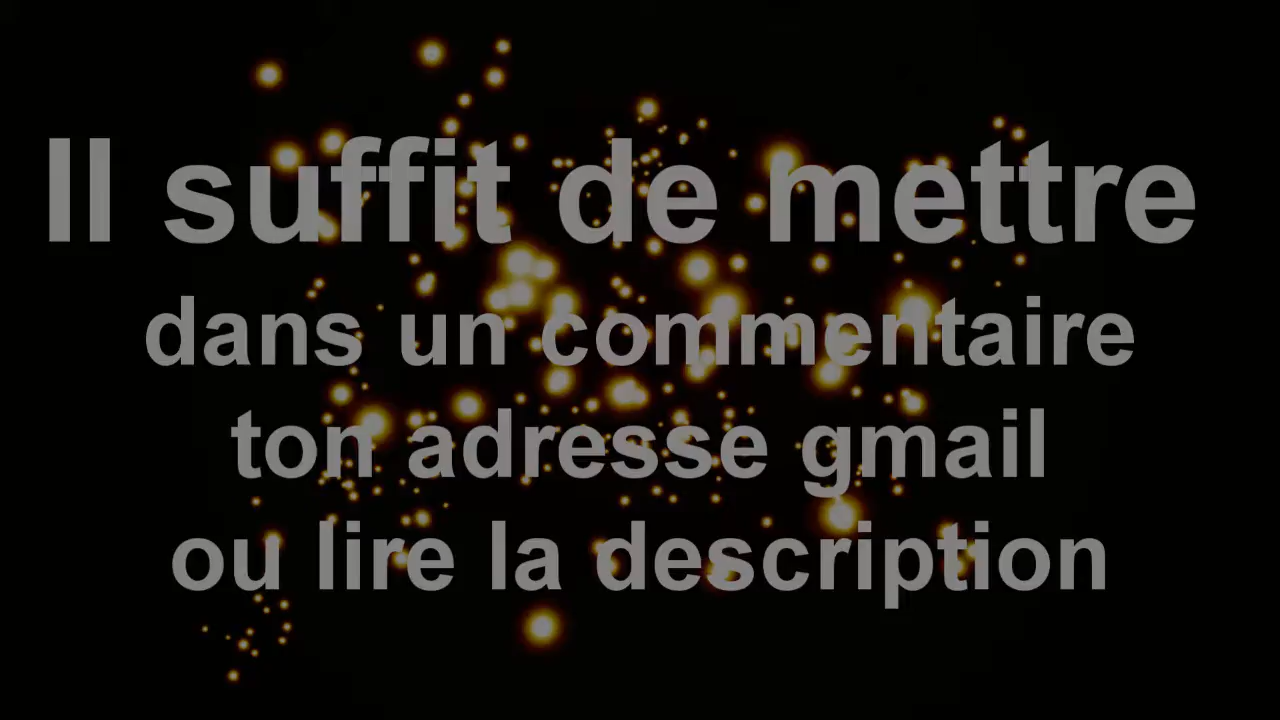 Il suffit de mettre
dans un commentaire
ton adresse gmail
ou lire la description